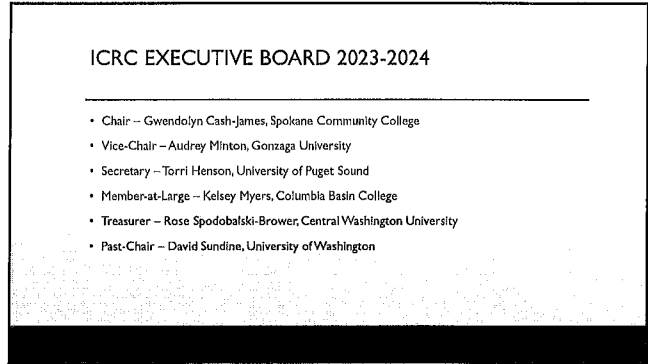 ICRC EXECUTIVE BOARD 2023-2024
• Chair – Gwendolyn Cash-James, Spokane Community College
• Vice-Chair – Audrey Minton, Gonzaga University
• Secretary – Torri Henson, University of Puget Sound
• Member-at-Large – Kelsey Myers, Columbia Basin College
• Treasurer – Rose Spodobalski-Brower, Central Washington University
• Past-Chair – David Sundine, University of Washington